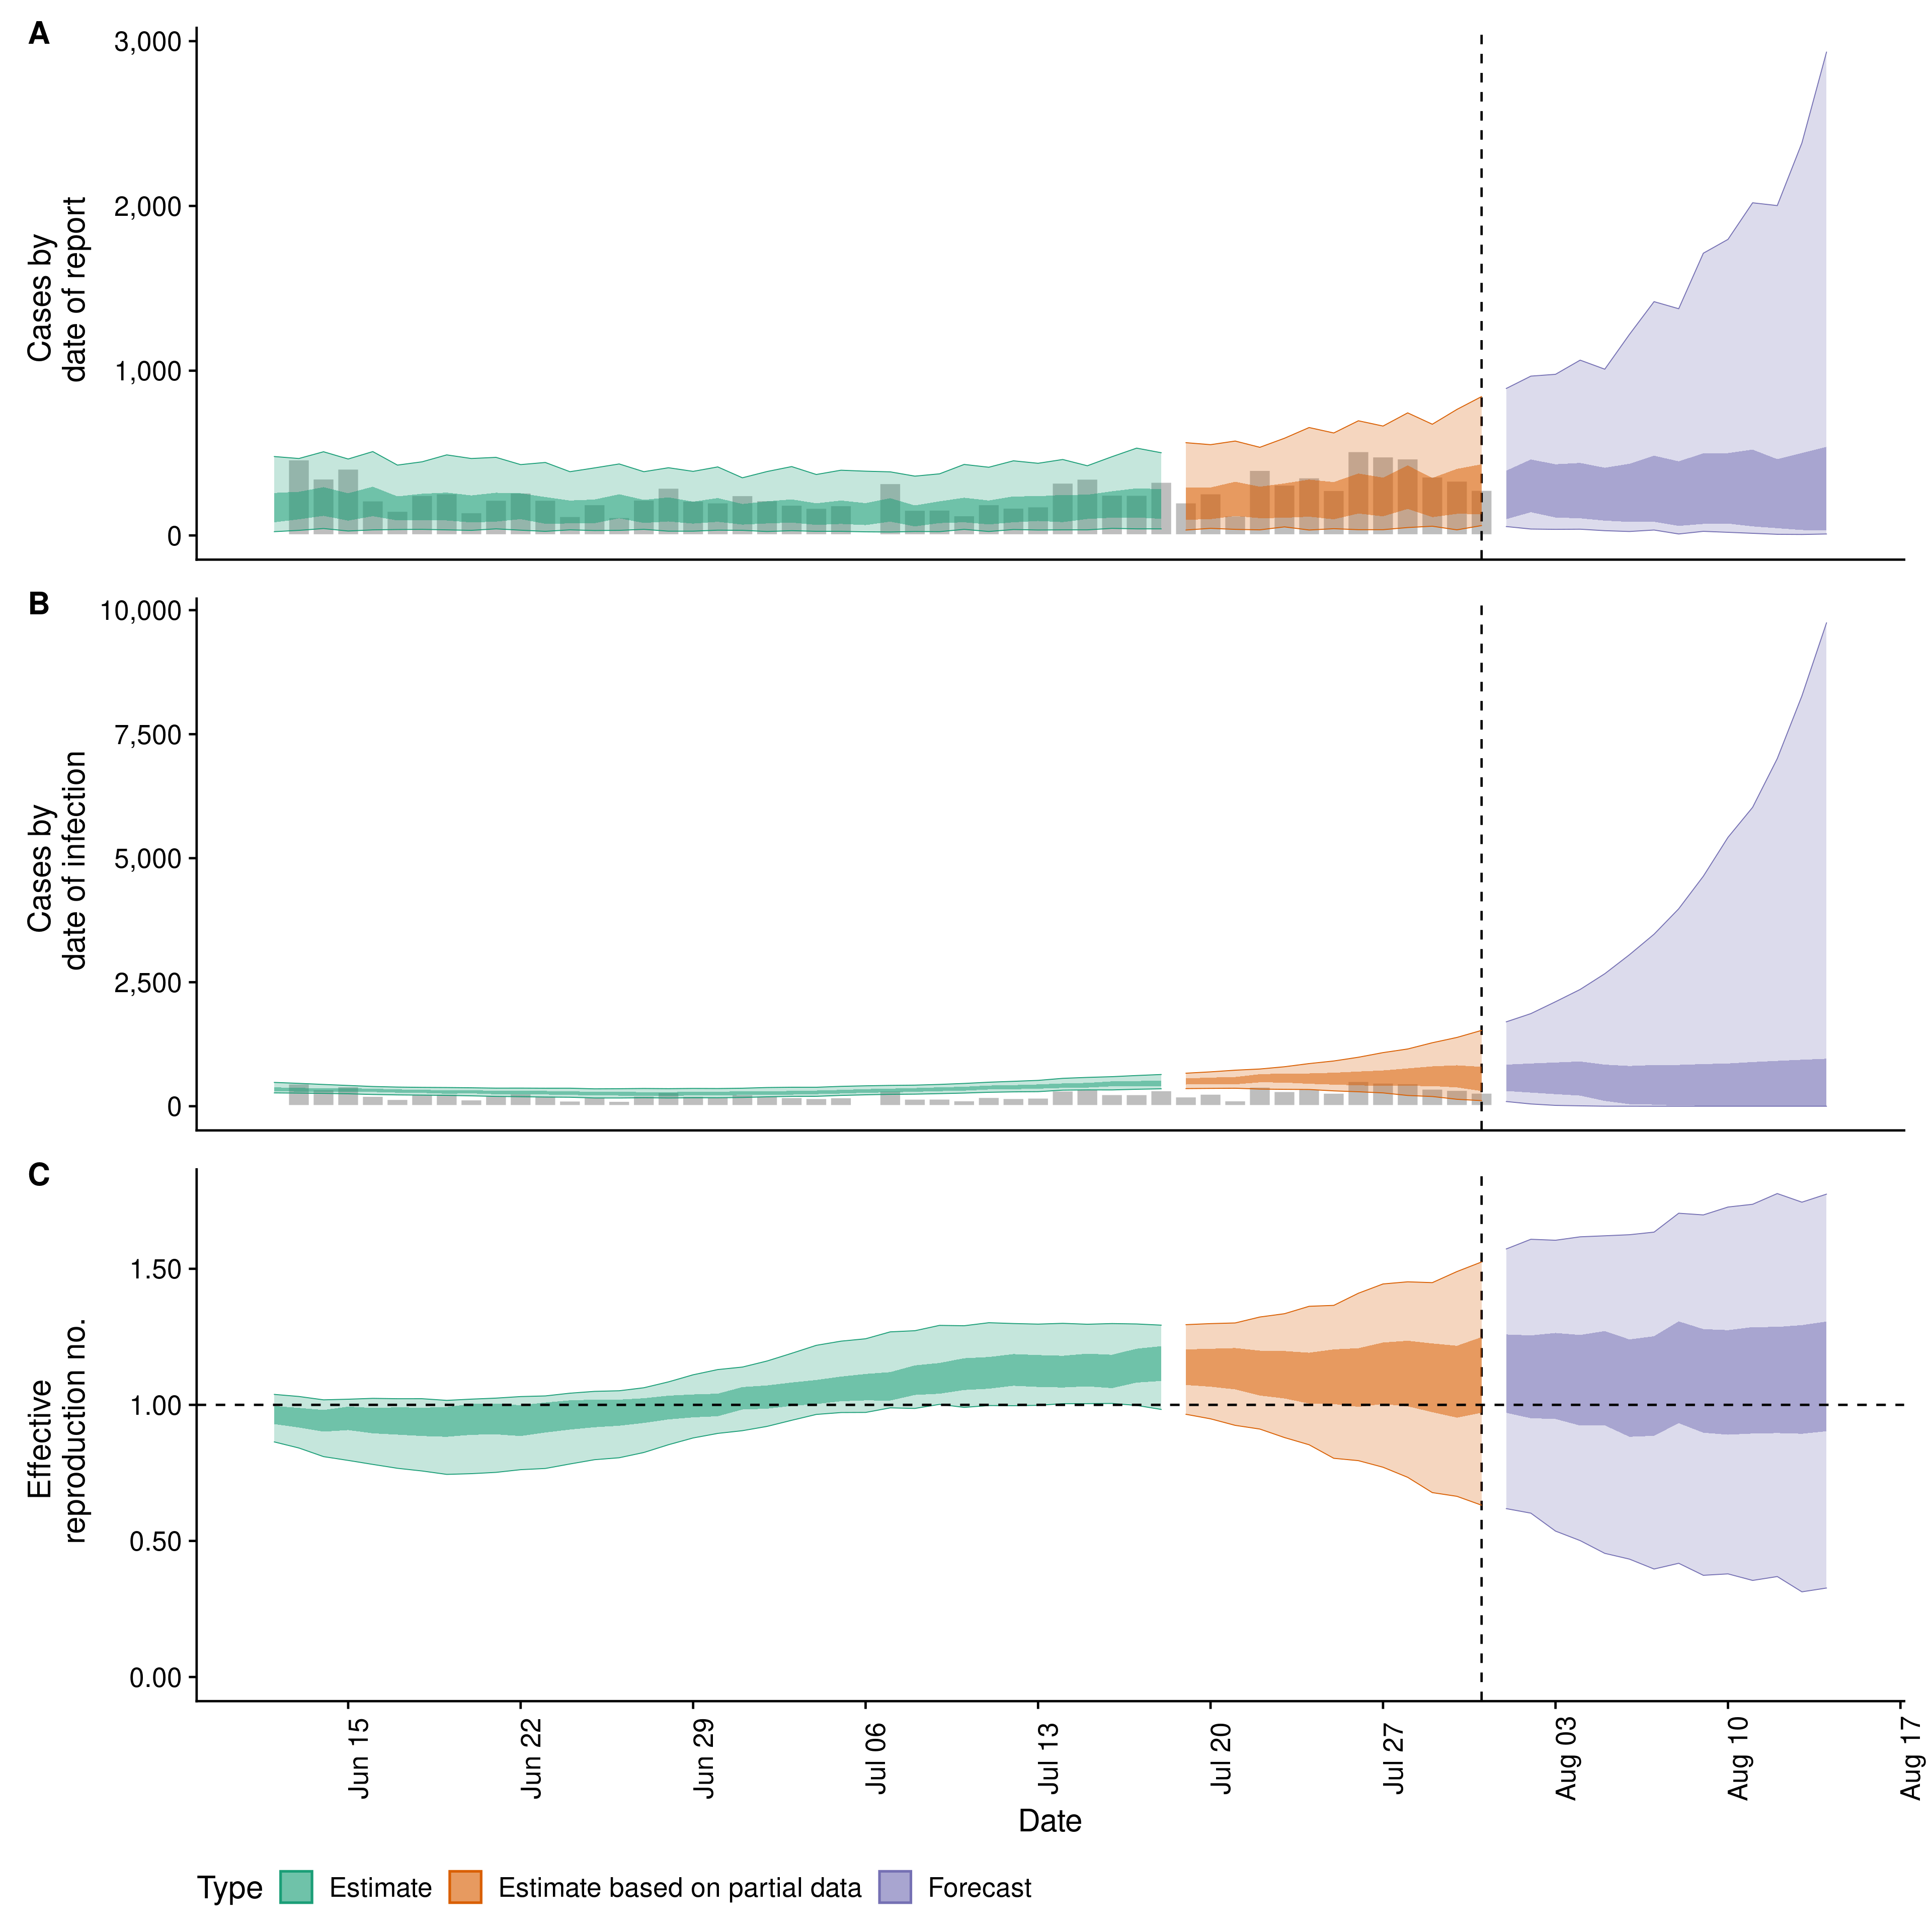 A
3,000
2,000
1,000
0
Cases by
date of report
B
10,000
7,500
5,000
2,500
0
Cases by
date of infection
C
1.50
1.00
0.50
0.00
Effective
reproduction no.
Jun 15
Jun 22
Jun 29
Jul 06
Jul 13
Jul 20
Jul 27
Aug 03
Aug 10
Aug 17
Date
Type Estimate Estimate based on partial data Forecast